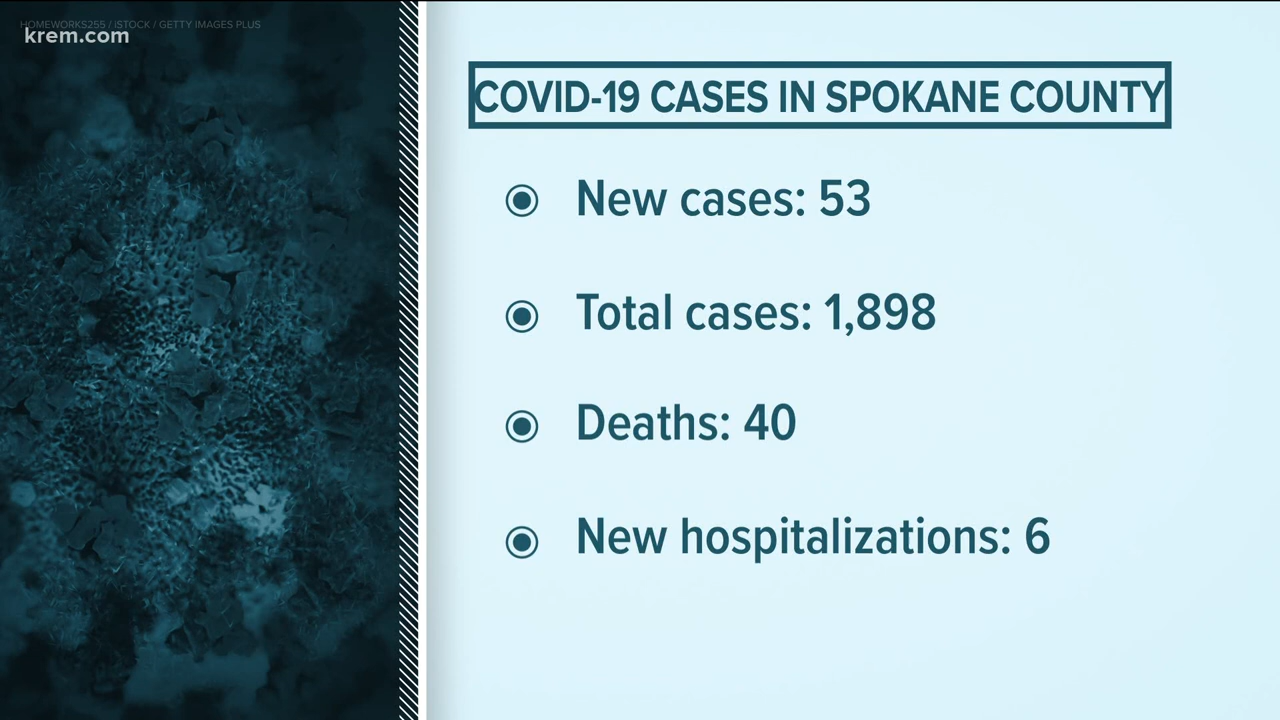 HOMEWORKS255 / iSTOCK / GETTY IMAGES PLUS
krem.com
COVID-19 CASES IN SPOKANE COUNTY
New cases: 53
Total cases: 1,898
Deaths: 40
New hospitalizations: 6